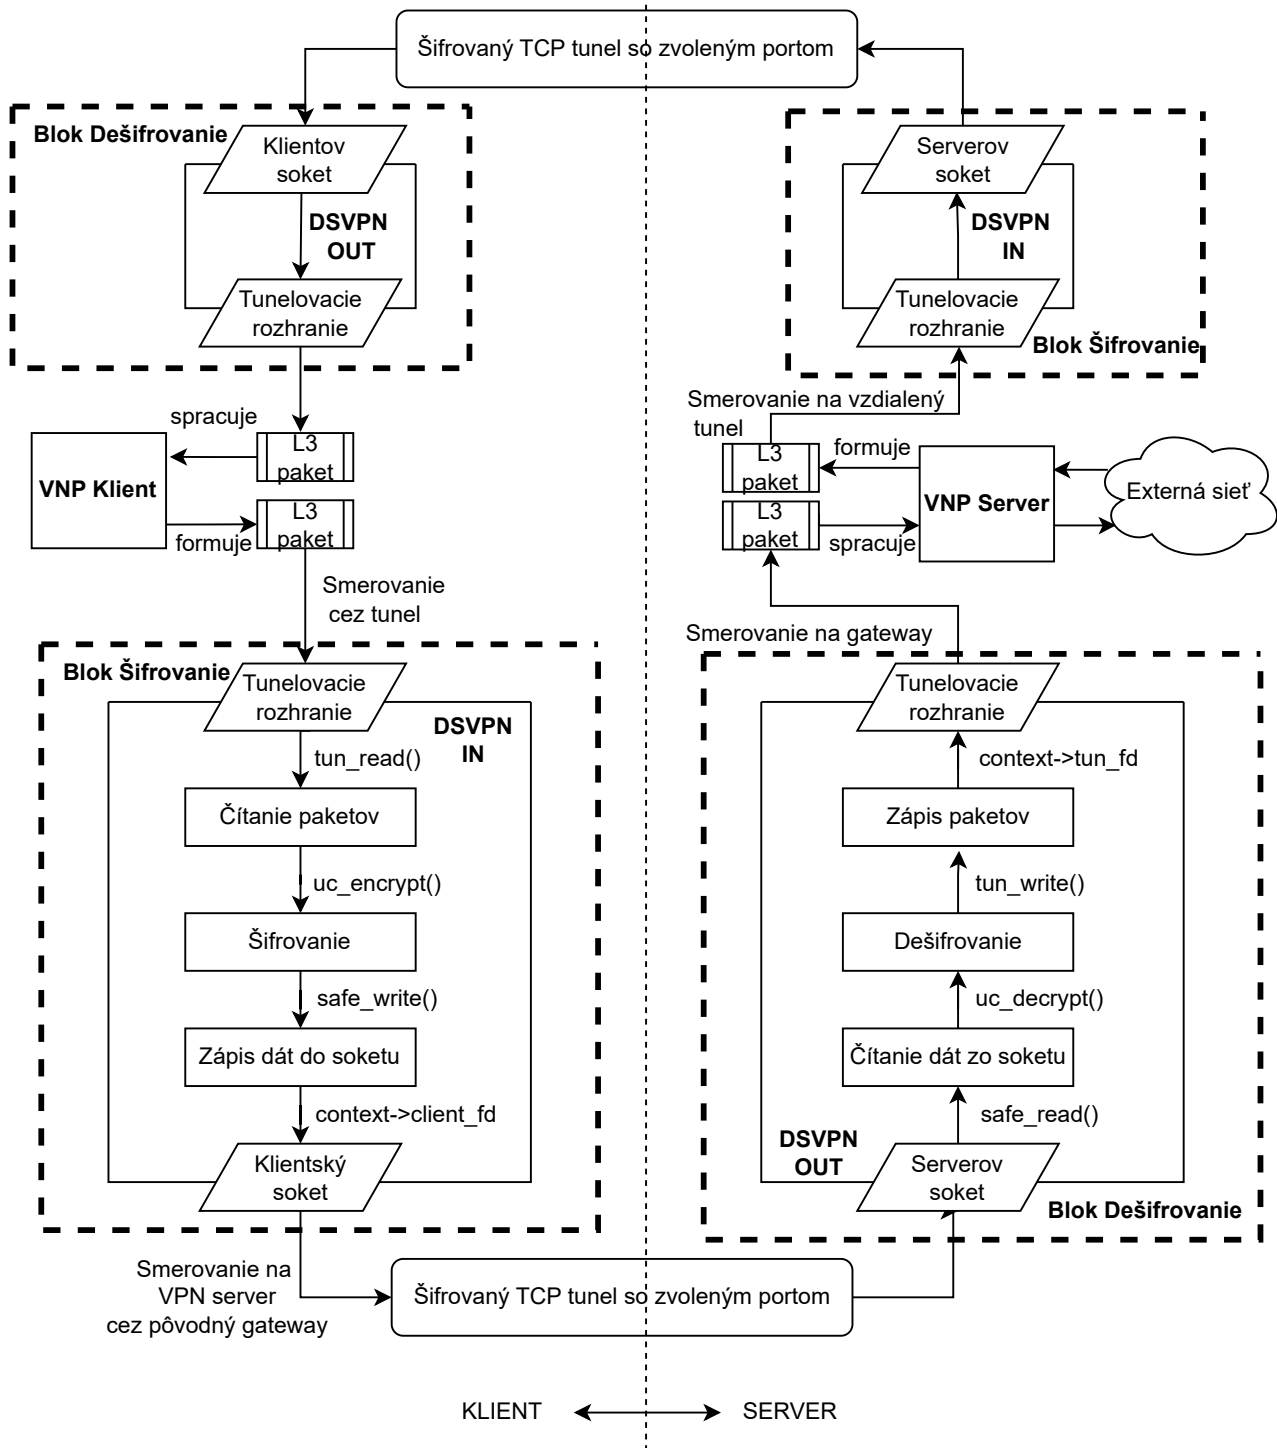 Šifrovaný TCP tunel so zvoleným portom
Blok Dešifrovanie
Klientov
soket
DSVPN
OUT
Tunelovacie
rozhranie
Serverov
soket
DSVPN
IN
Tunelovacie
rozhranie
Blok Šifrovanie
spracuje
L3
paket
VNP Klient
L3
paket
formuje
Smerovanie
cez tunel
Smerovanie na vzdialený
tunel
L3
paket
formuje
L3
paket
spracuje
VNP Server
Externá sieť
Smerovanie na gateway
Blok Šifrovanie
Tunelovacie
rozhranie
DSVPN
IN
tun_read()
Čítanie paketov
uc_encrypt()
Šifrovanie
safe_write()
Zápis dát do soketu
context->client_fd
Klientský
soket
Tunelovacie
rozhranie
context->tun_fd
Zápis paketov
tun_write()
Dešifrovanie
uc_decrypt()
Čítanie dát zo soketu
safe_read()
DSVPN
OUT
Serverov
soket
Blok Dešifrovanie
Smerovanie na
VPN server
cez pôvodný gateway
Šifrovaný TCP tunel so zvoleným portom
KLIENT
SERVER